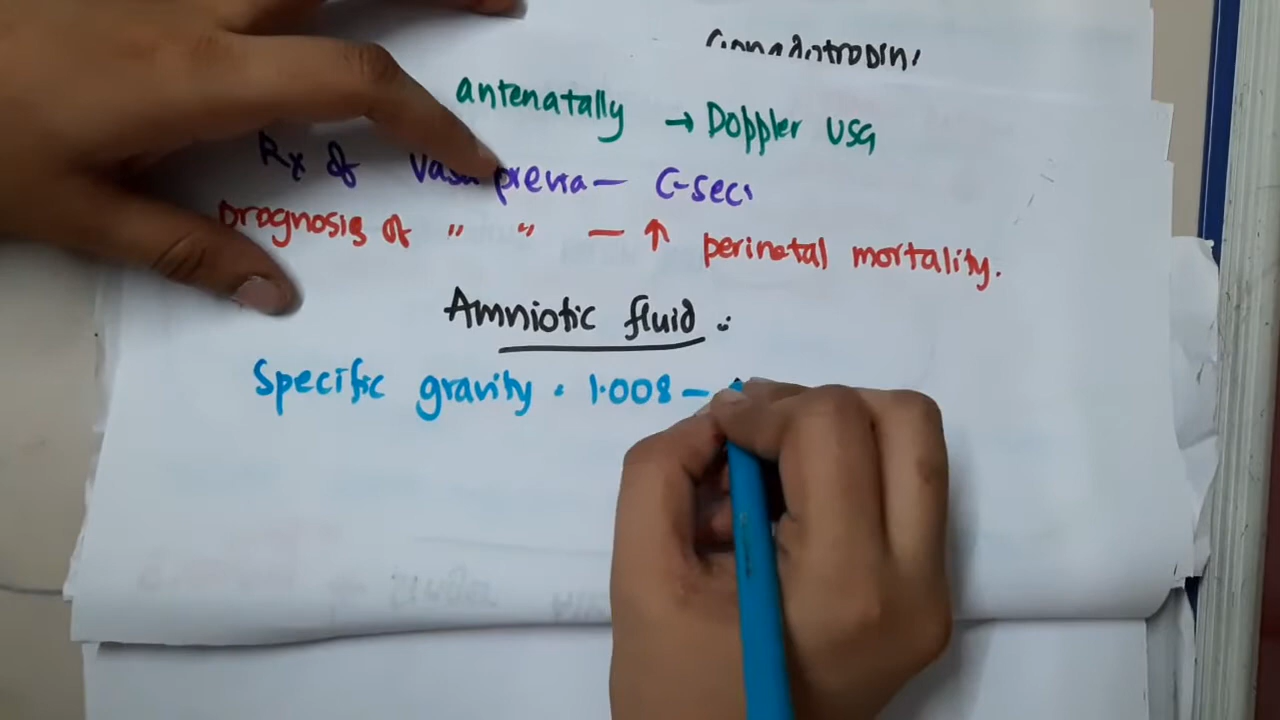 antenatally → Doppler USG
Rx of vasa previa – C-sec
prognosis of " " – ↑ perinatal mortality.
Amniotic fluid :
Specific gravity • 1.008 –